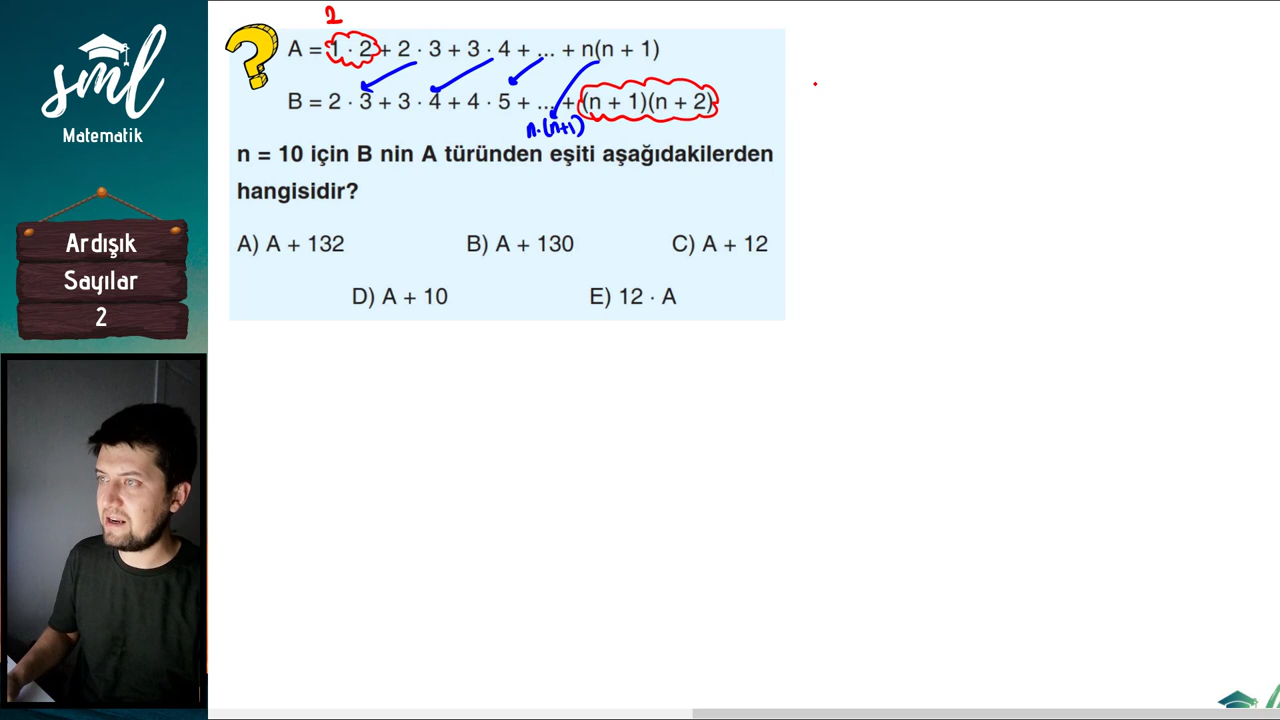 sml
Matematik
Ardışık
Sayılar
2
2
A = 1 · 2 + 2 · 3 + 3 · 4 + ... + n(n + 1)
B = 2 · 3 + 3 · 4 + 4 · 5 + ... + (n + 1)(n + 2)
n.(n+1)
n = 10 için B nin A türünden eşiti aşağıdakilerden
hangisidir?
A) A + 132 B) A + 130 C) A + 12
D) A + 10 E) 12 · A